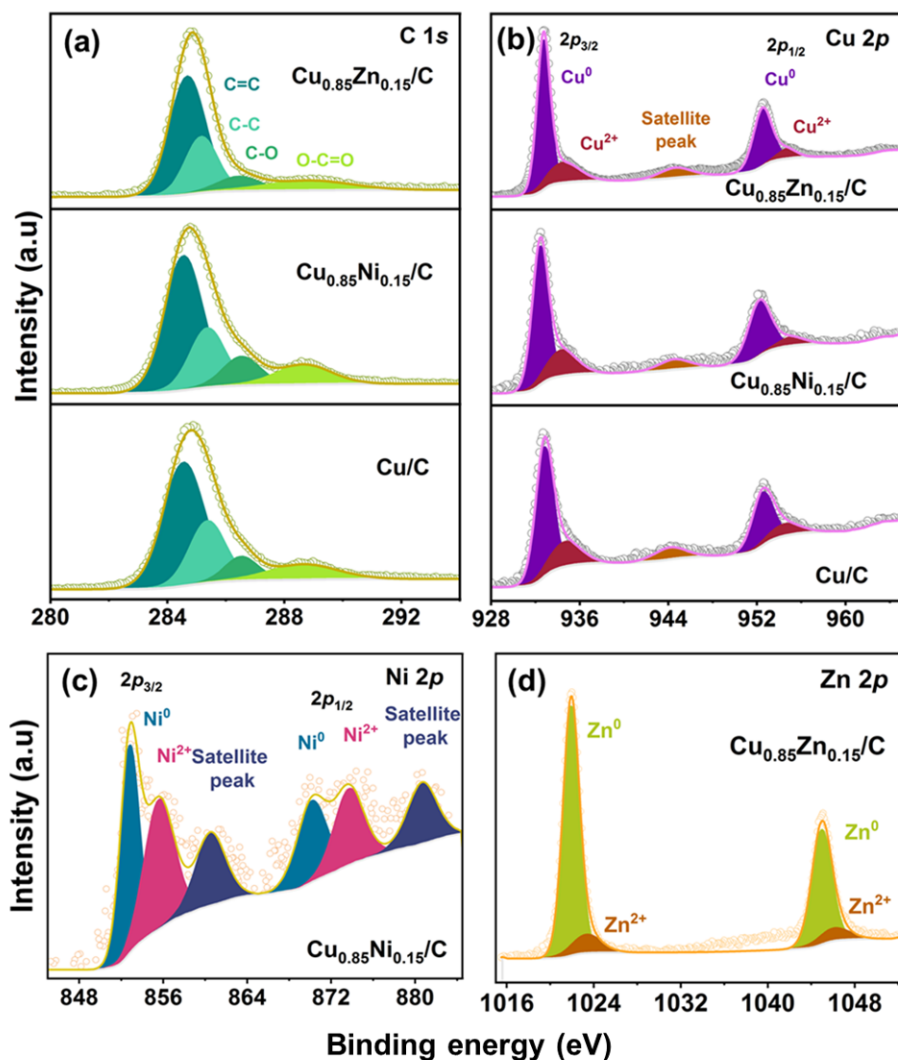 (a)
C 1s
Cu0.85Zn0.15/C
C=C
C-C
C-O
O-C=O
Cu0.85Ni0.15/C
Cu/C
280 284 288 292
(b)
Cu 2p
2p3/2
2p1/2
Cu0
Cu0
Cu2+
Satellite
peak
Cu2+
Cu0.85Zn0.15/C
Cu0.85Ni0.15/C
Cu/C
928 936 944 952 960
Intensity (a.u)
(c)
Ni 2p
2p3/2
2p1/2
Ni0
Ni2+
Satellite
peak
Ni0
Ni2+
Satellite
peak
Cu0.85Ni0.15/C
848 856 864 872 880
Intensity (a.u)
(d)
Zn 2p
Zn0
Cu0.85Zn0.15/C
Zn0
Zn2+
Zn2+
1016 1024 1032 1040 1048
Binding energy (eV)